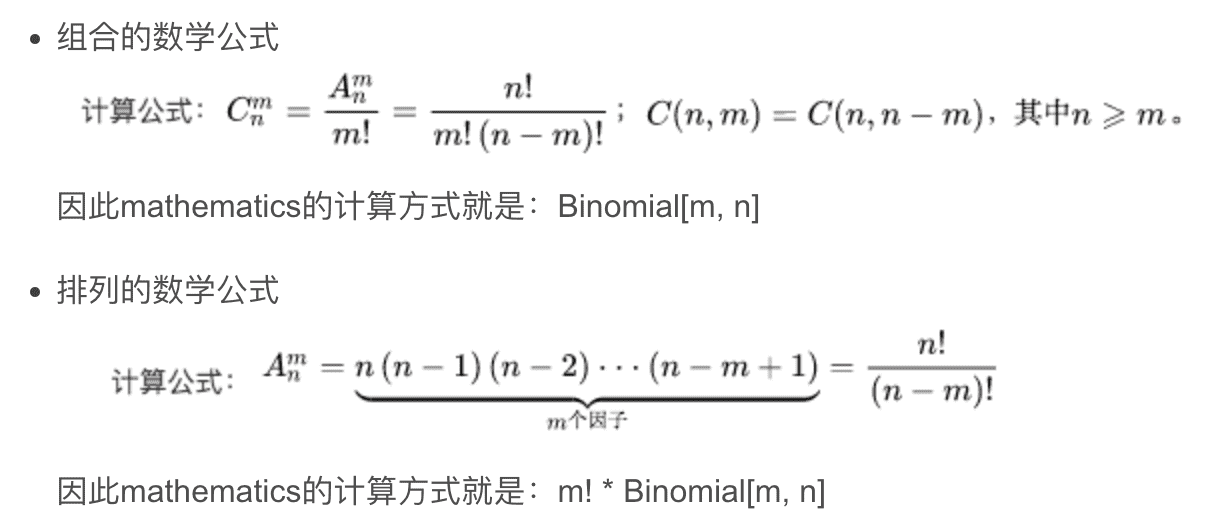 • 组合的数学公式
计算公式：$C_n^m = \frac{A_n^m}{m!} = \frac{n!}{m!\,(n-m)!}$；$C(n, m) = C(n, n-m)$，其中$n \geqslant m$。
因此mathematics的计算方式就是：Binomial[m, n]
• 排列的数学公式
计算公式：$A_n^m = \underbrace{n\,(n-1)\,(n-2)\cdots(n-m+1)}_{m个因子} = \frac{n!}{(n-m)!}$
因此mathematics的计算方式就是：m! * Binomial[m, n]